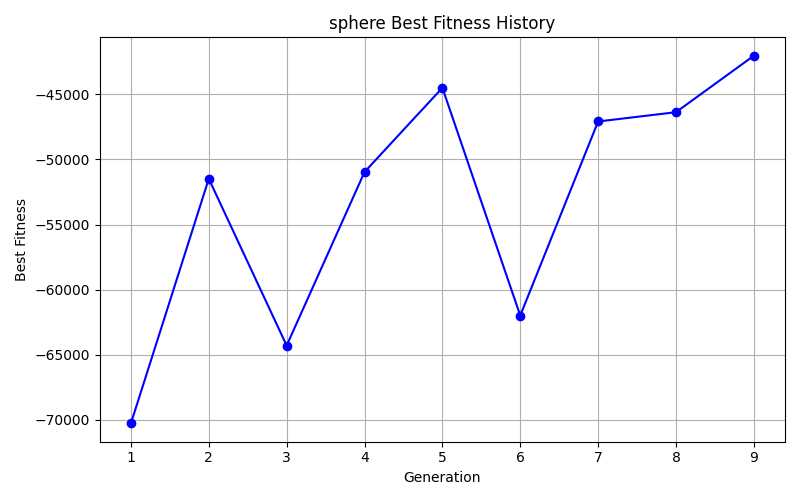 sphere Best Fitness History
Best Fitness
−45000
−50000
−55000
−60000
−65000
−70000
1 2 3 4 5 6 7 8 9
Generation